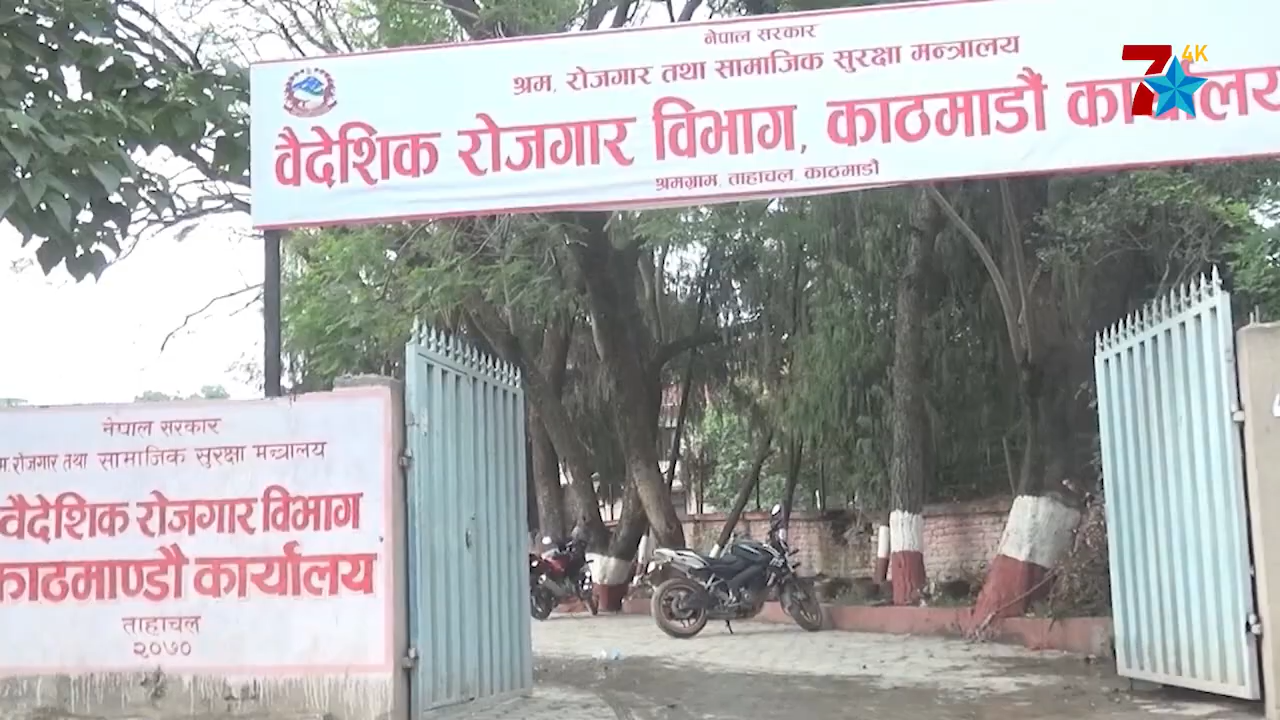 नेपाल सरकार
श्रम, रोजगार तथा सामाजिक सुरक्षा मन्त्रालय
वैदेशिक रोजगार विभाग, काठमाडौं कार्यालय
श्रमग्राम, ताहाचल, काठमाडौं
7 4K
नेपाल सरकार
रोजगार तथा सामाजिक सुरक्षा मन्त्रालय
वैदेशिक रोजगार विभाग
काठमाण्डौ कार्यालय
ताहाचल
२०७०